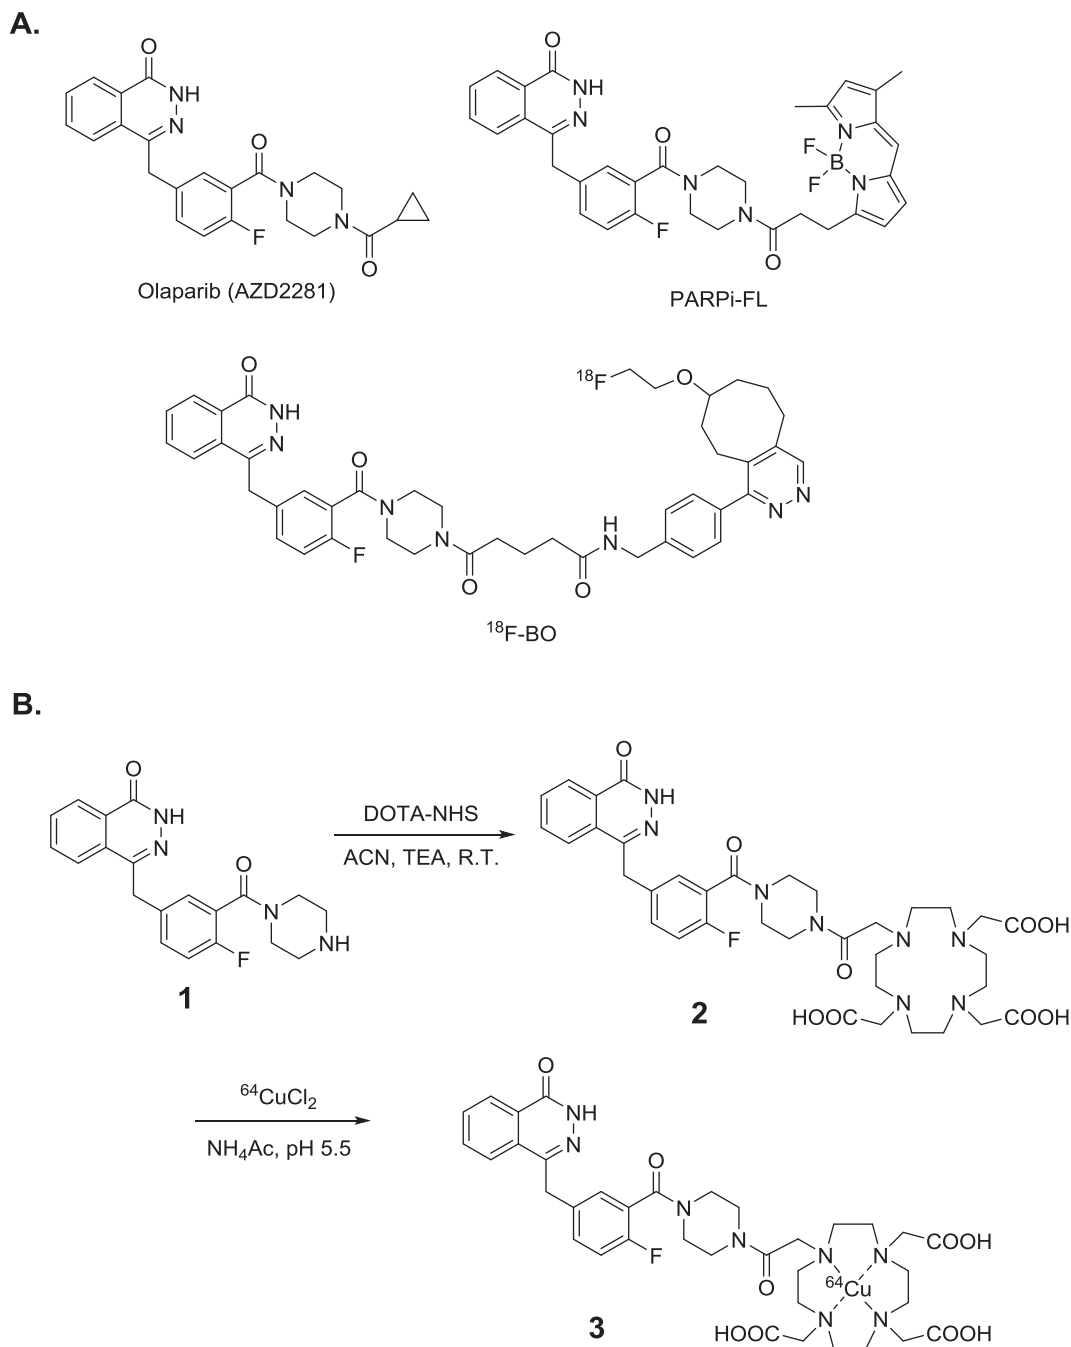 A.
O
NH
N
O
N
F
N
O
Olaparib (AZD2281)
O
NH
N
O
N
F
N
O
F
F
B
N
N
PARPi-FL
O
NH
N
O
N
F
N
O
O
H
N
18F
O
N
N
18F-BO
B.
O
NH
N
O
N
F
NH
1
DOTA-NHS
ACN, TEA, R.T.
O
NH
N
O
N
F
N
O
N
N
COOH
N
N
HOOC
COOH
2
64CuCl2
NH4Ac, pH 5.5
O
NH
N
O
N
F
N
O
N
N
COOH
64Cu
N
N
HOOC
COOH
3